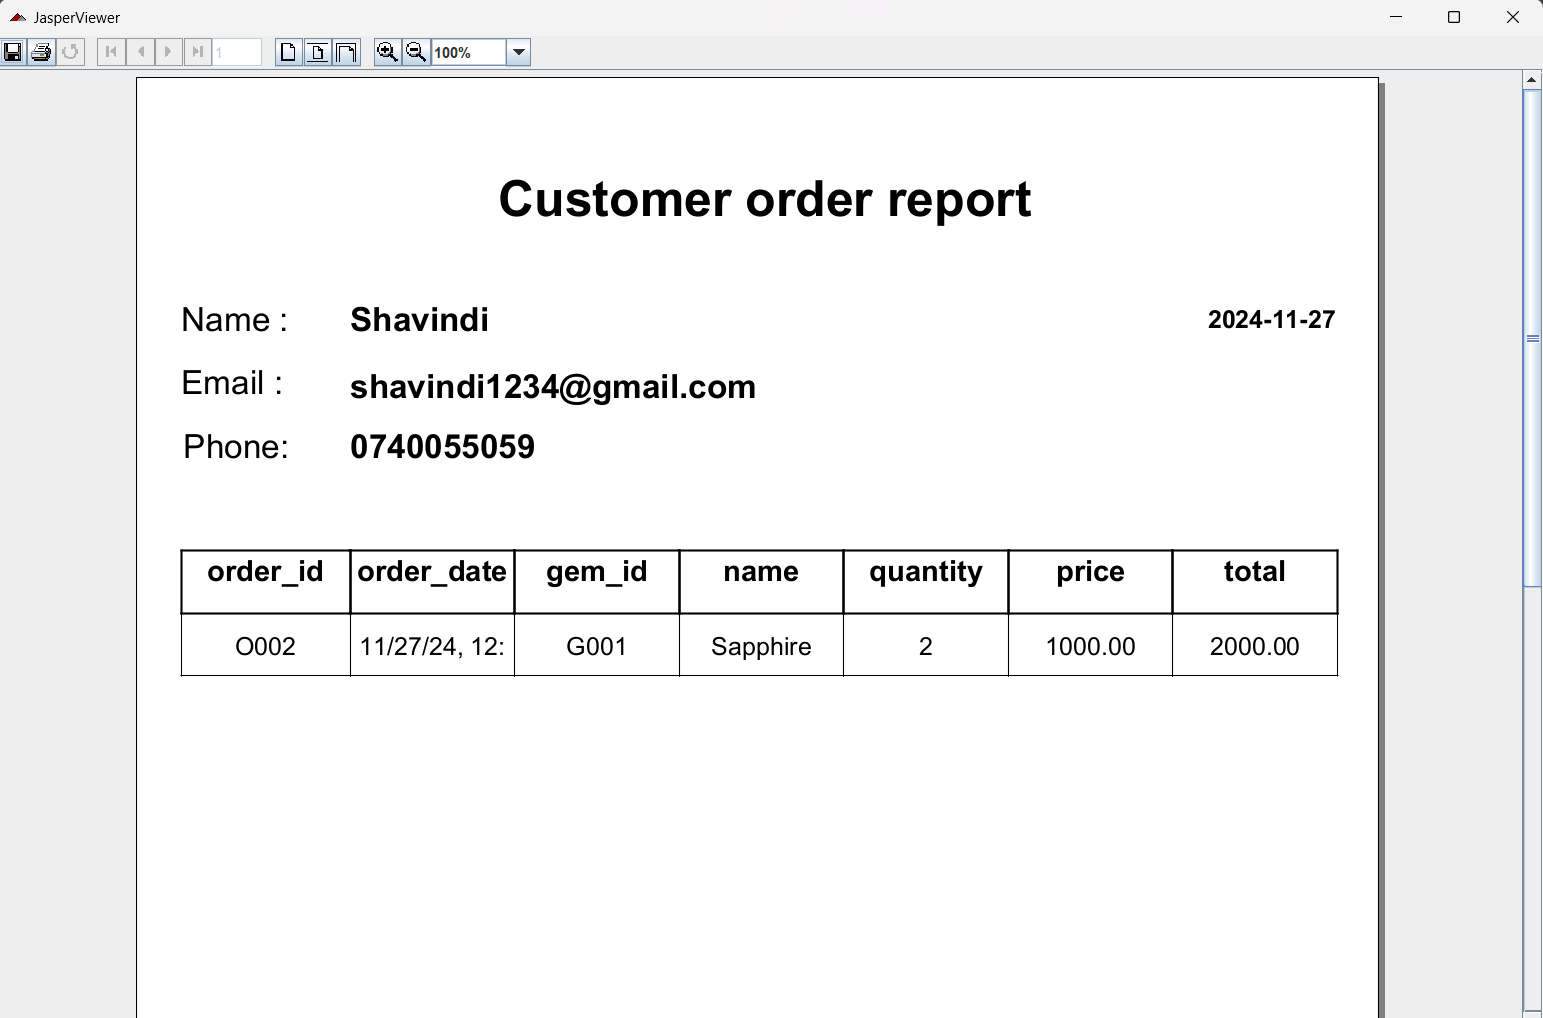 JasperViewer
1
100%
Customer order report
Name : Shavindi 2024-11-27
Email : shavindi1234@gmail.com
Phone: 0740055059
order_id order_date gem_id name quantity price total
O002 11/27/24, 12: G001 Sapphire 2 1000.00 2000.00